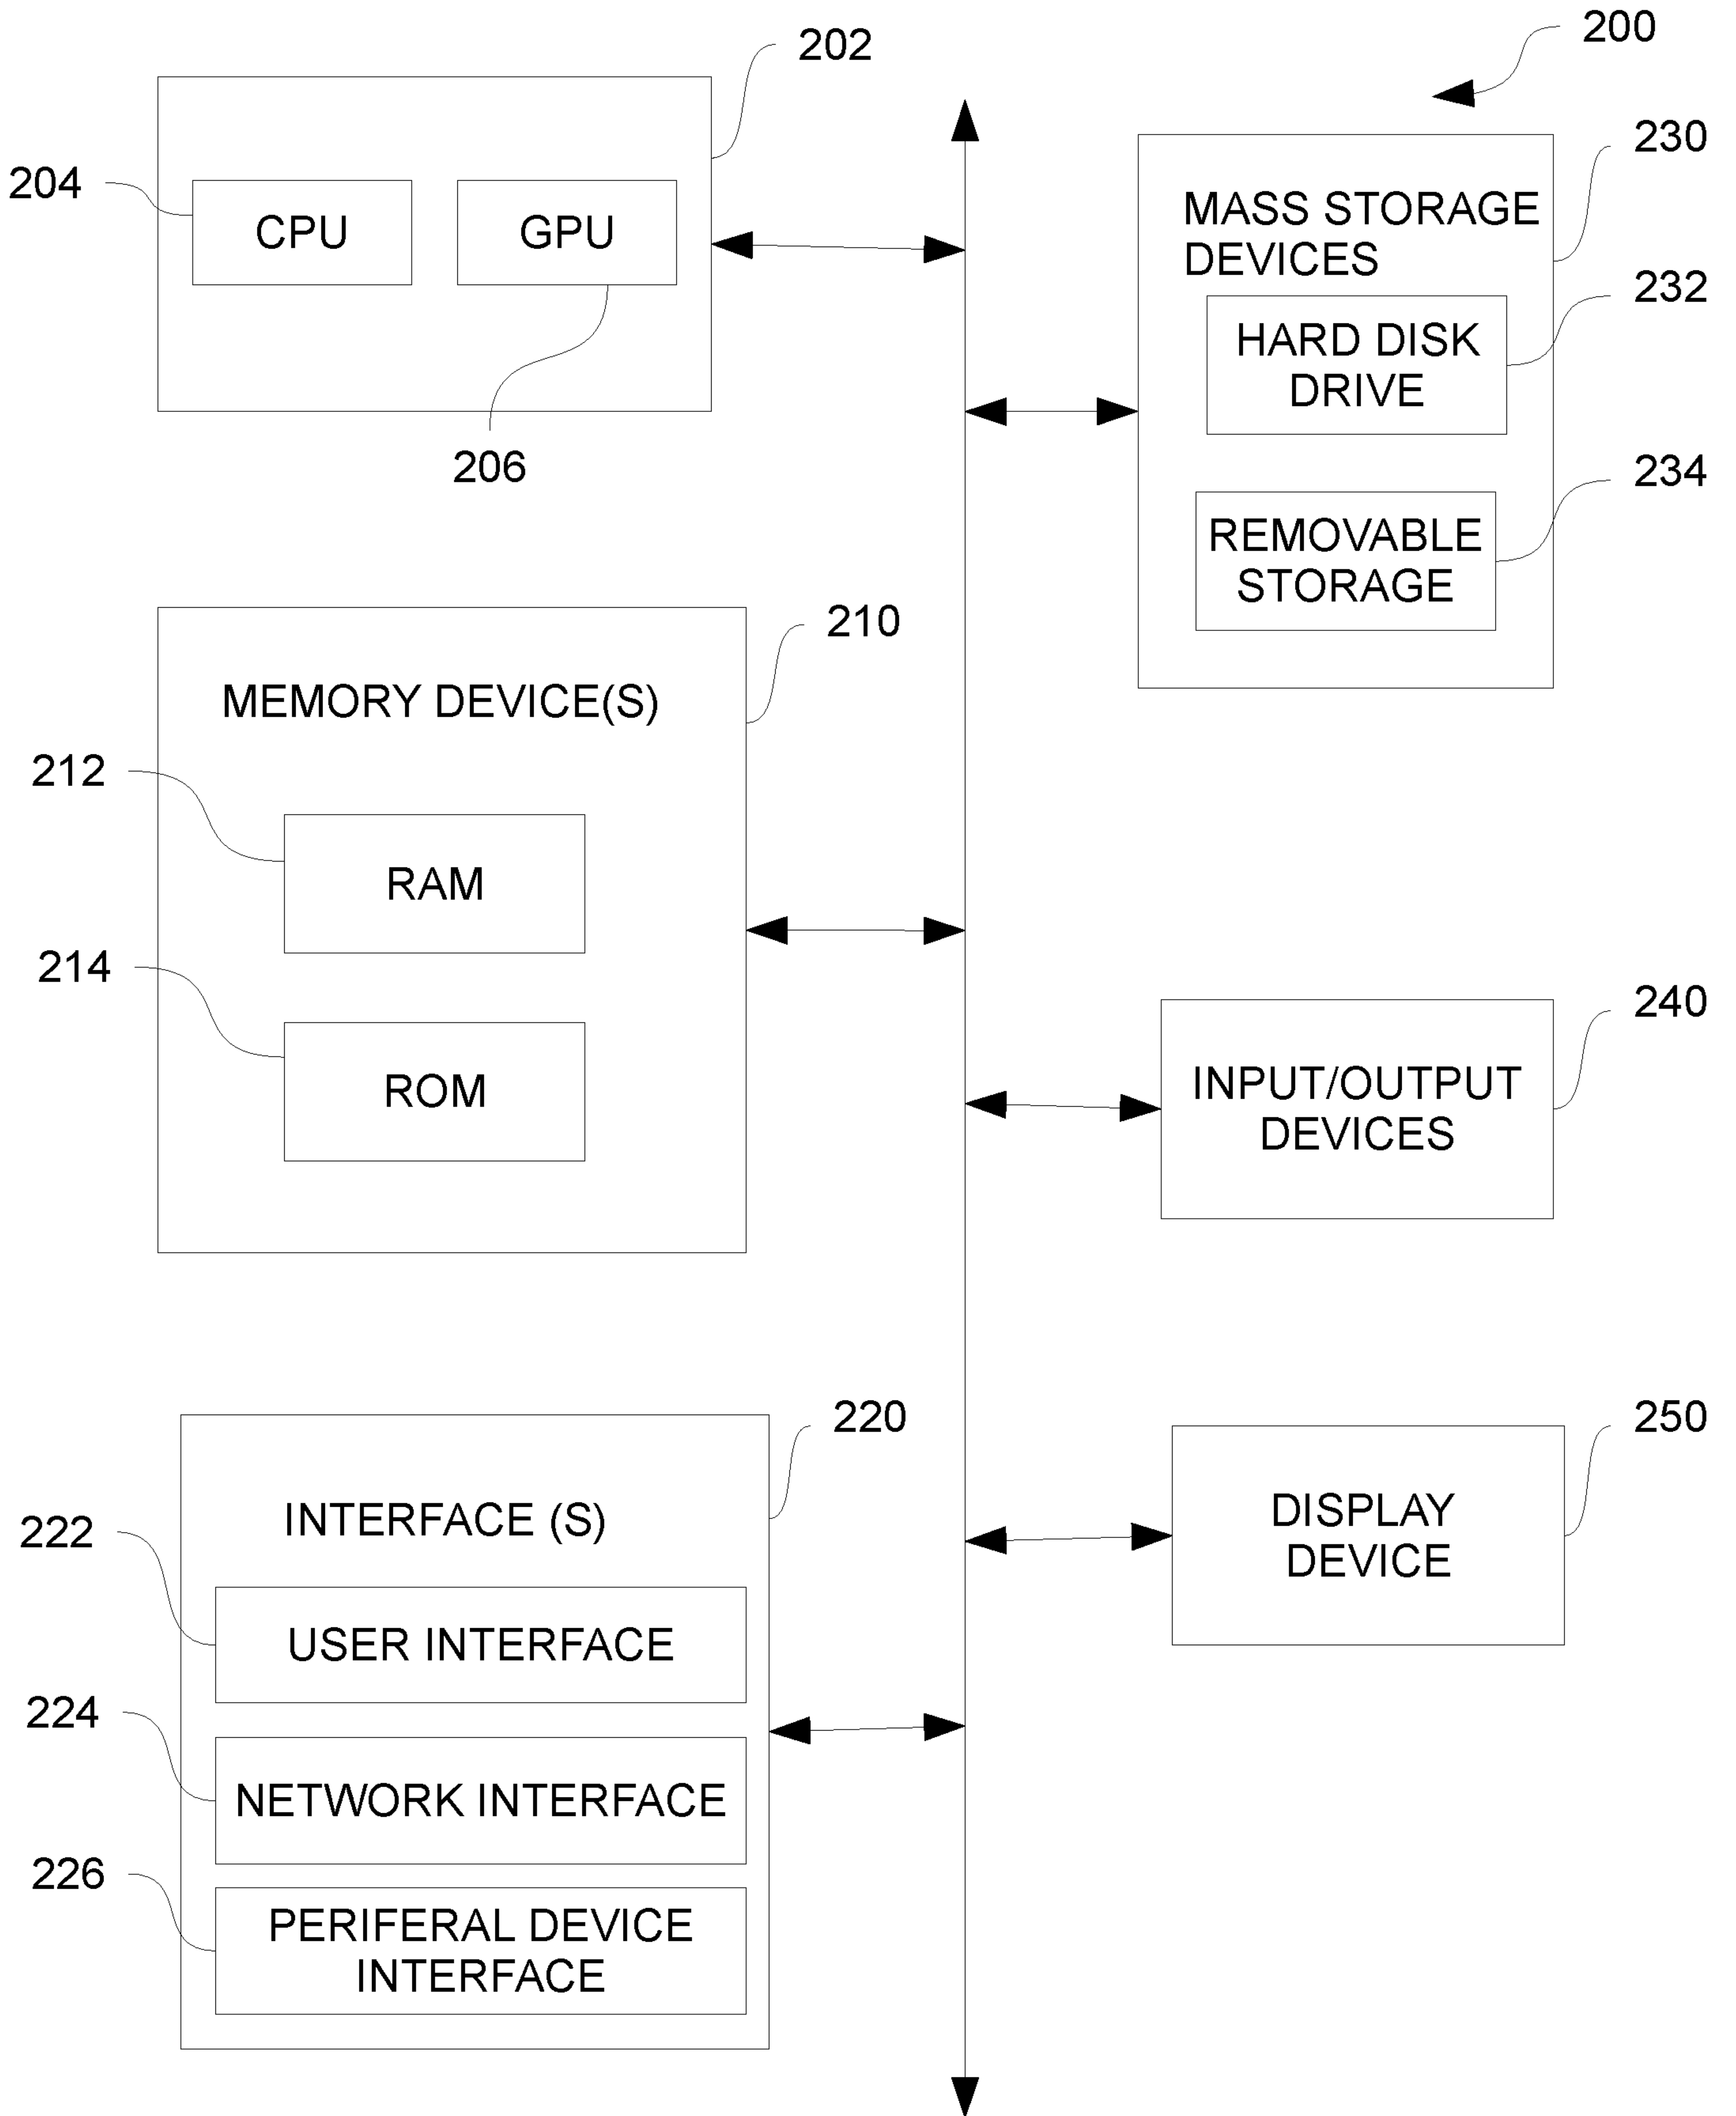 200
202
204
CPU
GPU
206
230
MASS STORAGE
DEVICES
232
HARD DISK
DRIVE
234
REMOVABLE
STORAGE
210
MEMORY DEVICE(S)
212
RAM
214
ROM
240
INPUT/OUTPUT
DEVICES
220
INTERFACE (S)
222
USER INTERFACE
224
NETWORK INTERFACE
226
PERIFERAL DEVICE
INTERFACE
250
DISPLAY
DEVICE